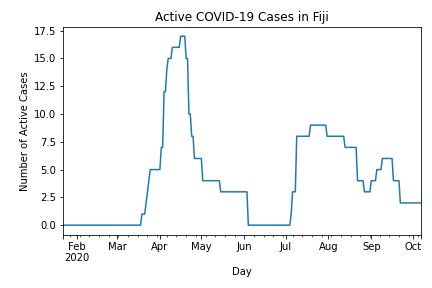 Active COVID-19 Cases in Fiji
Number of Active Cases
17.5
15.0
12.5
10.0
7.5
5.0
2.5
0.0
Feb Mar Apr May Jun Jul Aug Sep Oct
2020
Day